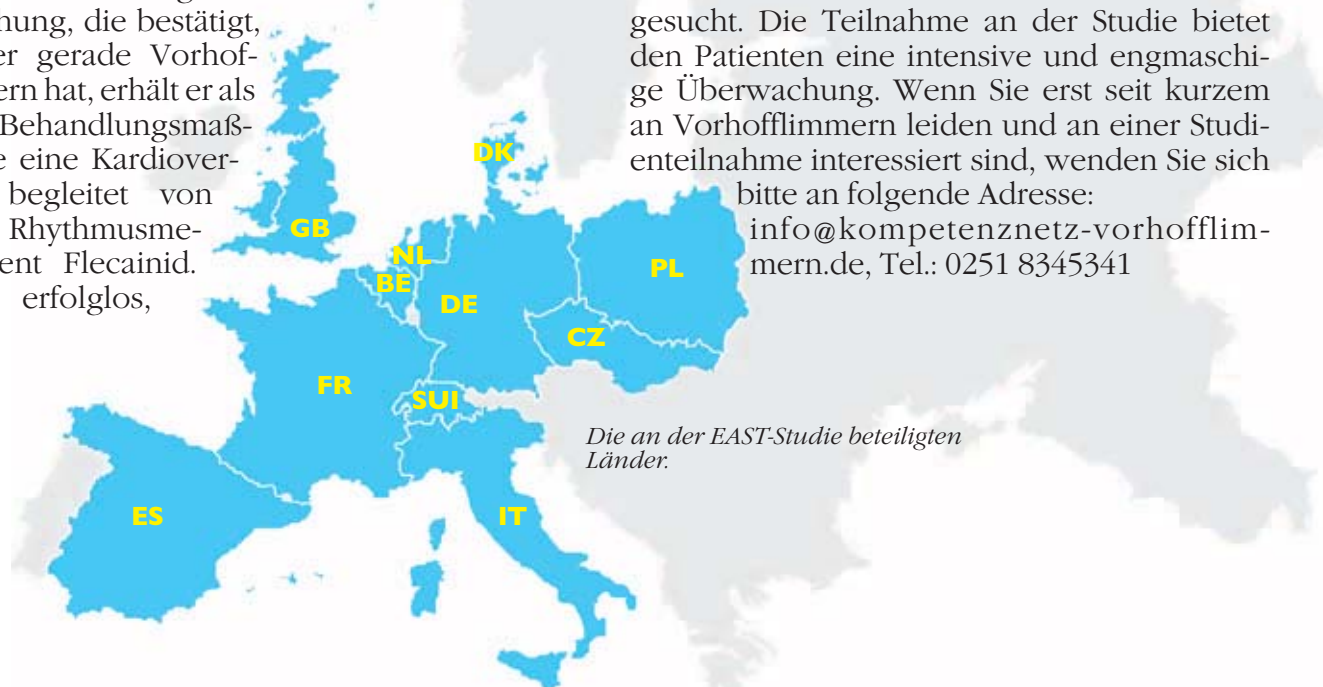 hung, die bestätigt,
er gerade Vorhof-
ern hat, erhält er als
Behandlungsmaß-
e eine Kardiover-
begleitet von
Rhythmusme-
ent Flecainid.
erfolglos,
gesucht. Die Teilnahme an der Studie bietet
den Patienten eine intensive und engmaschi-
ge Überwachung. Wenn Sie erst seit kurzem
an Vorhofflimmern leiden und an einer Studi-
enteilnahme interessiert sind, wenden Sie sich
bitte an folgende Adresse:
info@kompetenznetz-vorhofflim-
mern.de, Tel.: 0251 8345341
DK
GB
NL
BE
DE
PL
CZ
FR
SUI
Die an der EAST-Studie beteiligten
Länder.
ES
IT